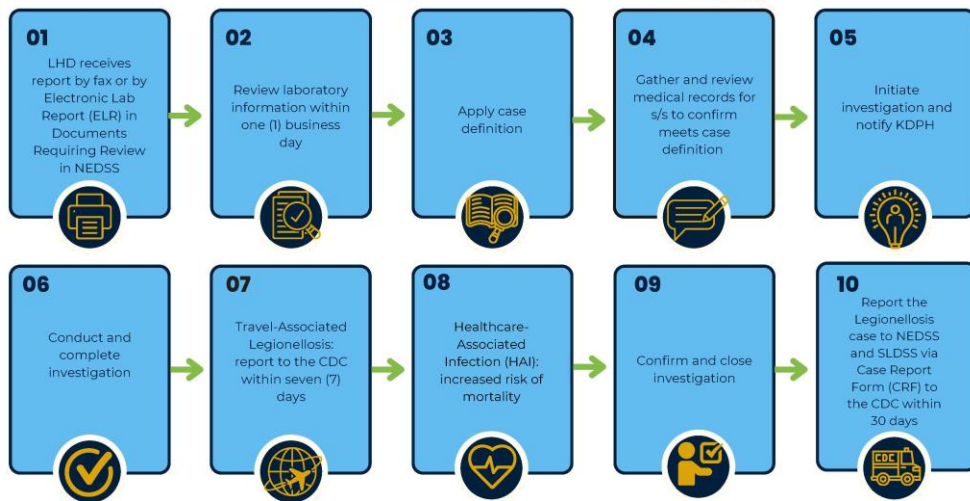 01
LHD receives
report by fax or by
Electronic Lab
Report (ELR) in
Documents
Requiring Review
in NEDSS
02
Review laboratory
information within
one (1) business
day
03
Apply case
definition
04
Gather and review
medical records for
s/s to confirm
meets case
definition
05
Initiate
investigation and
notify KDPH
06
Conduct and
complete
investigation
07
Travel-Associated
Legionellosis:
report to the CDC
within seven (7)
days
08
Healthcare-
Associated
Infection (HAI):
increased risk of
mortality
09
Confirm and close
investigation
10
Report the
Legionellosis
case to NEDSS
and SLDSS via
Case Report
Form (CRF) to
the CDC within
30 days
CDC